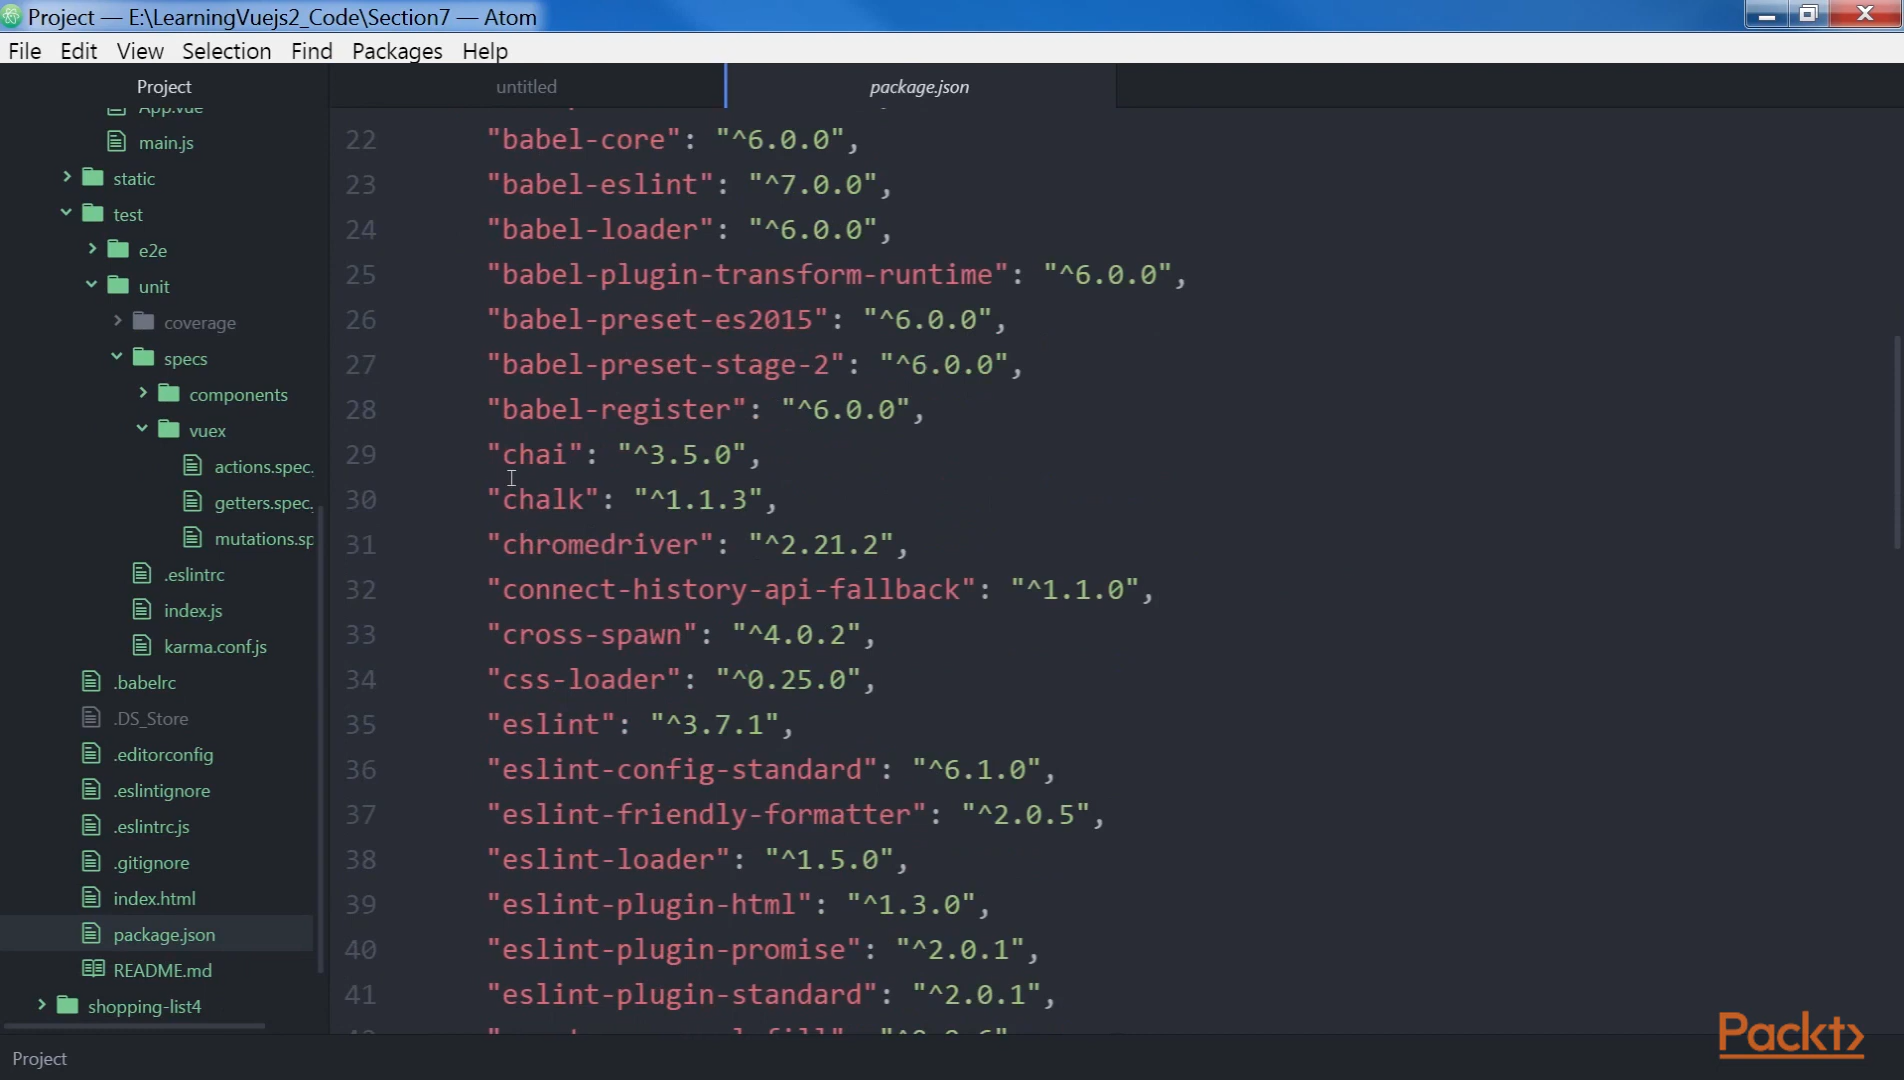 Project — E:\LearningVuejs2_Code\Section7 — Atom
File Edit View Selection Find Packages Help
Project
untitled
package.json
App.vue
main.js
static
test
e2e
unit
coverage
specs
components
vuex
actions.spec.
getters.spec.
mutations.sp
.eslintrc
index.js
karma.conf.js
.babelrc
.DS_Store
.editorconfig
.eslintignore
.eslintrc.js
.gitignore
index.html
package.json
README.md
shopping-list4
22 "babel-core": "^6.0.0",
23 "babel-eslint": "^7.0.0",
24 "babel-loader": "^6.0.0",
25 "babel-plugin-transform-runtime": "^6.0.0",
26 "babel-preset-es2015": "^6.0.0",
27 "babel-preset-stage-2": "^6.0.0",
28 "babel-register": "^6.0.0",
29 "chai": "^3.5.0",
30 "chalk": "^1.1.3",
31 "chromedriver": "^2.21.2",
32 "connect-history-api-fallback": "^1.1.0",
33 "cross-spawn": "^4.0.2",
34 "css-loader": "^0.25.0",
35 "eslint": "^3.7.1",
36 "eslint-config-standard": "^6.1.0",
37 "eslint-friendly-formatter": "^2.0.5",
38 "eslint-loader": "^1.5.0",
39 "eslint-plugin-html": "^1.3.0",
40 "eslint-plugin-promise": "^2.0.1",
41 "eslint-plugin-standard": "^2.0.1",
Project
Packt>